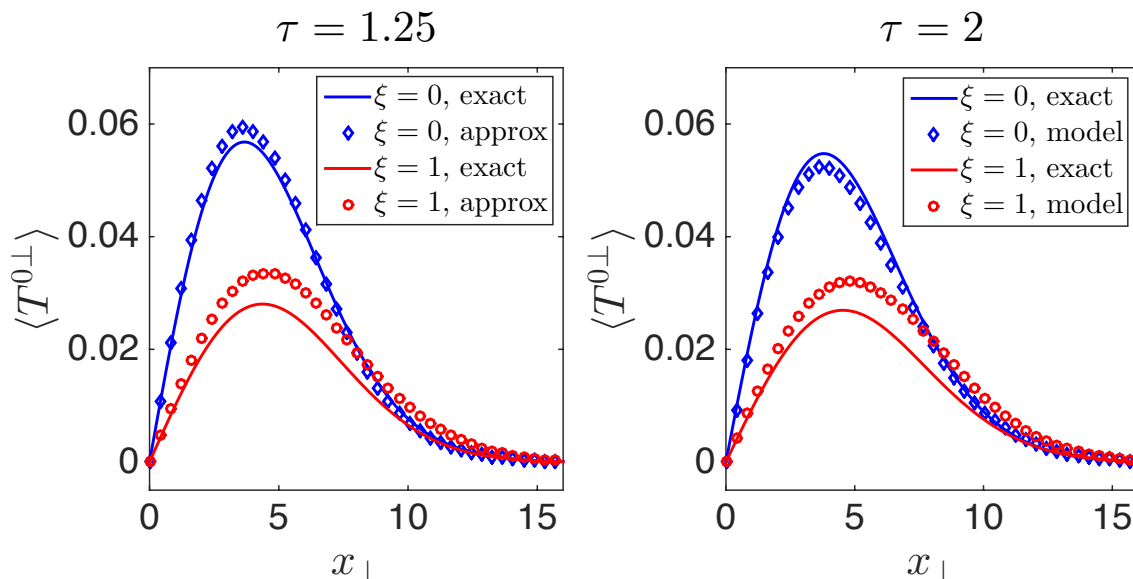 τ = 1.25
⟨T^{0⊥}⟩
0.06
0.04
0.02
0
0 5 10 15
x_⊥
ξ = 0, exact
ξ = 0, approx
ξ = 1, exact
ξ = 1, approx
τ = 2
⟨T^{0⊥}⟩
0.06
0.04
0.02
0
0 5 10 15
x_⊥
ξ = 0, exact
ξ = 0, model
ξ = 1, exact
ξ = 1, model